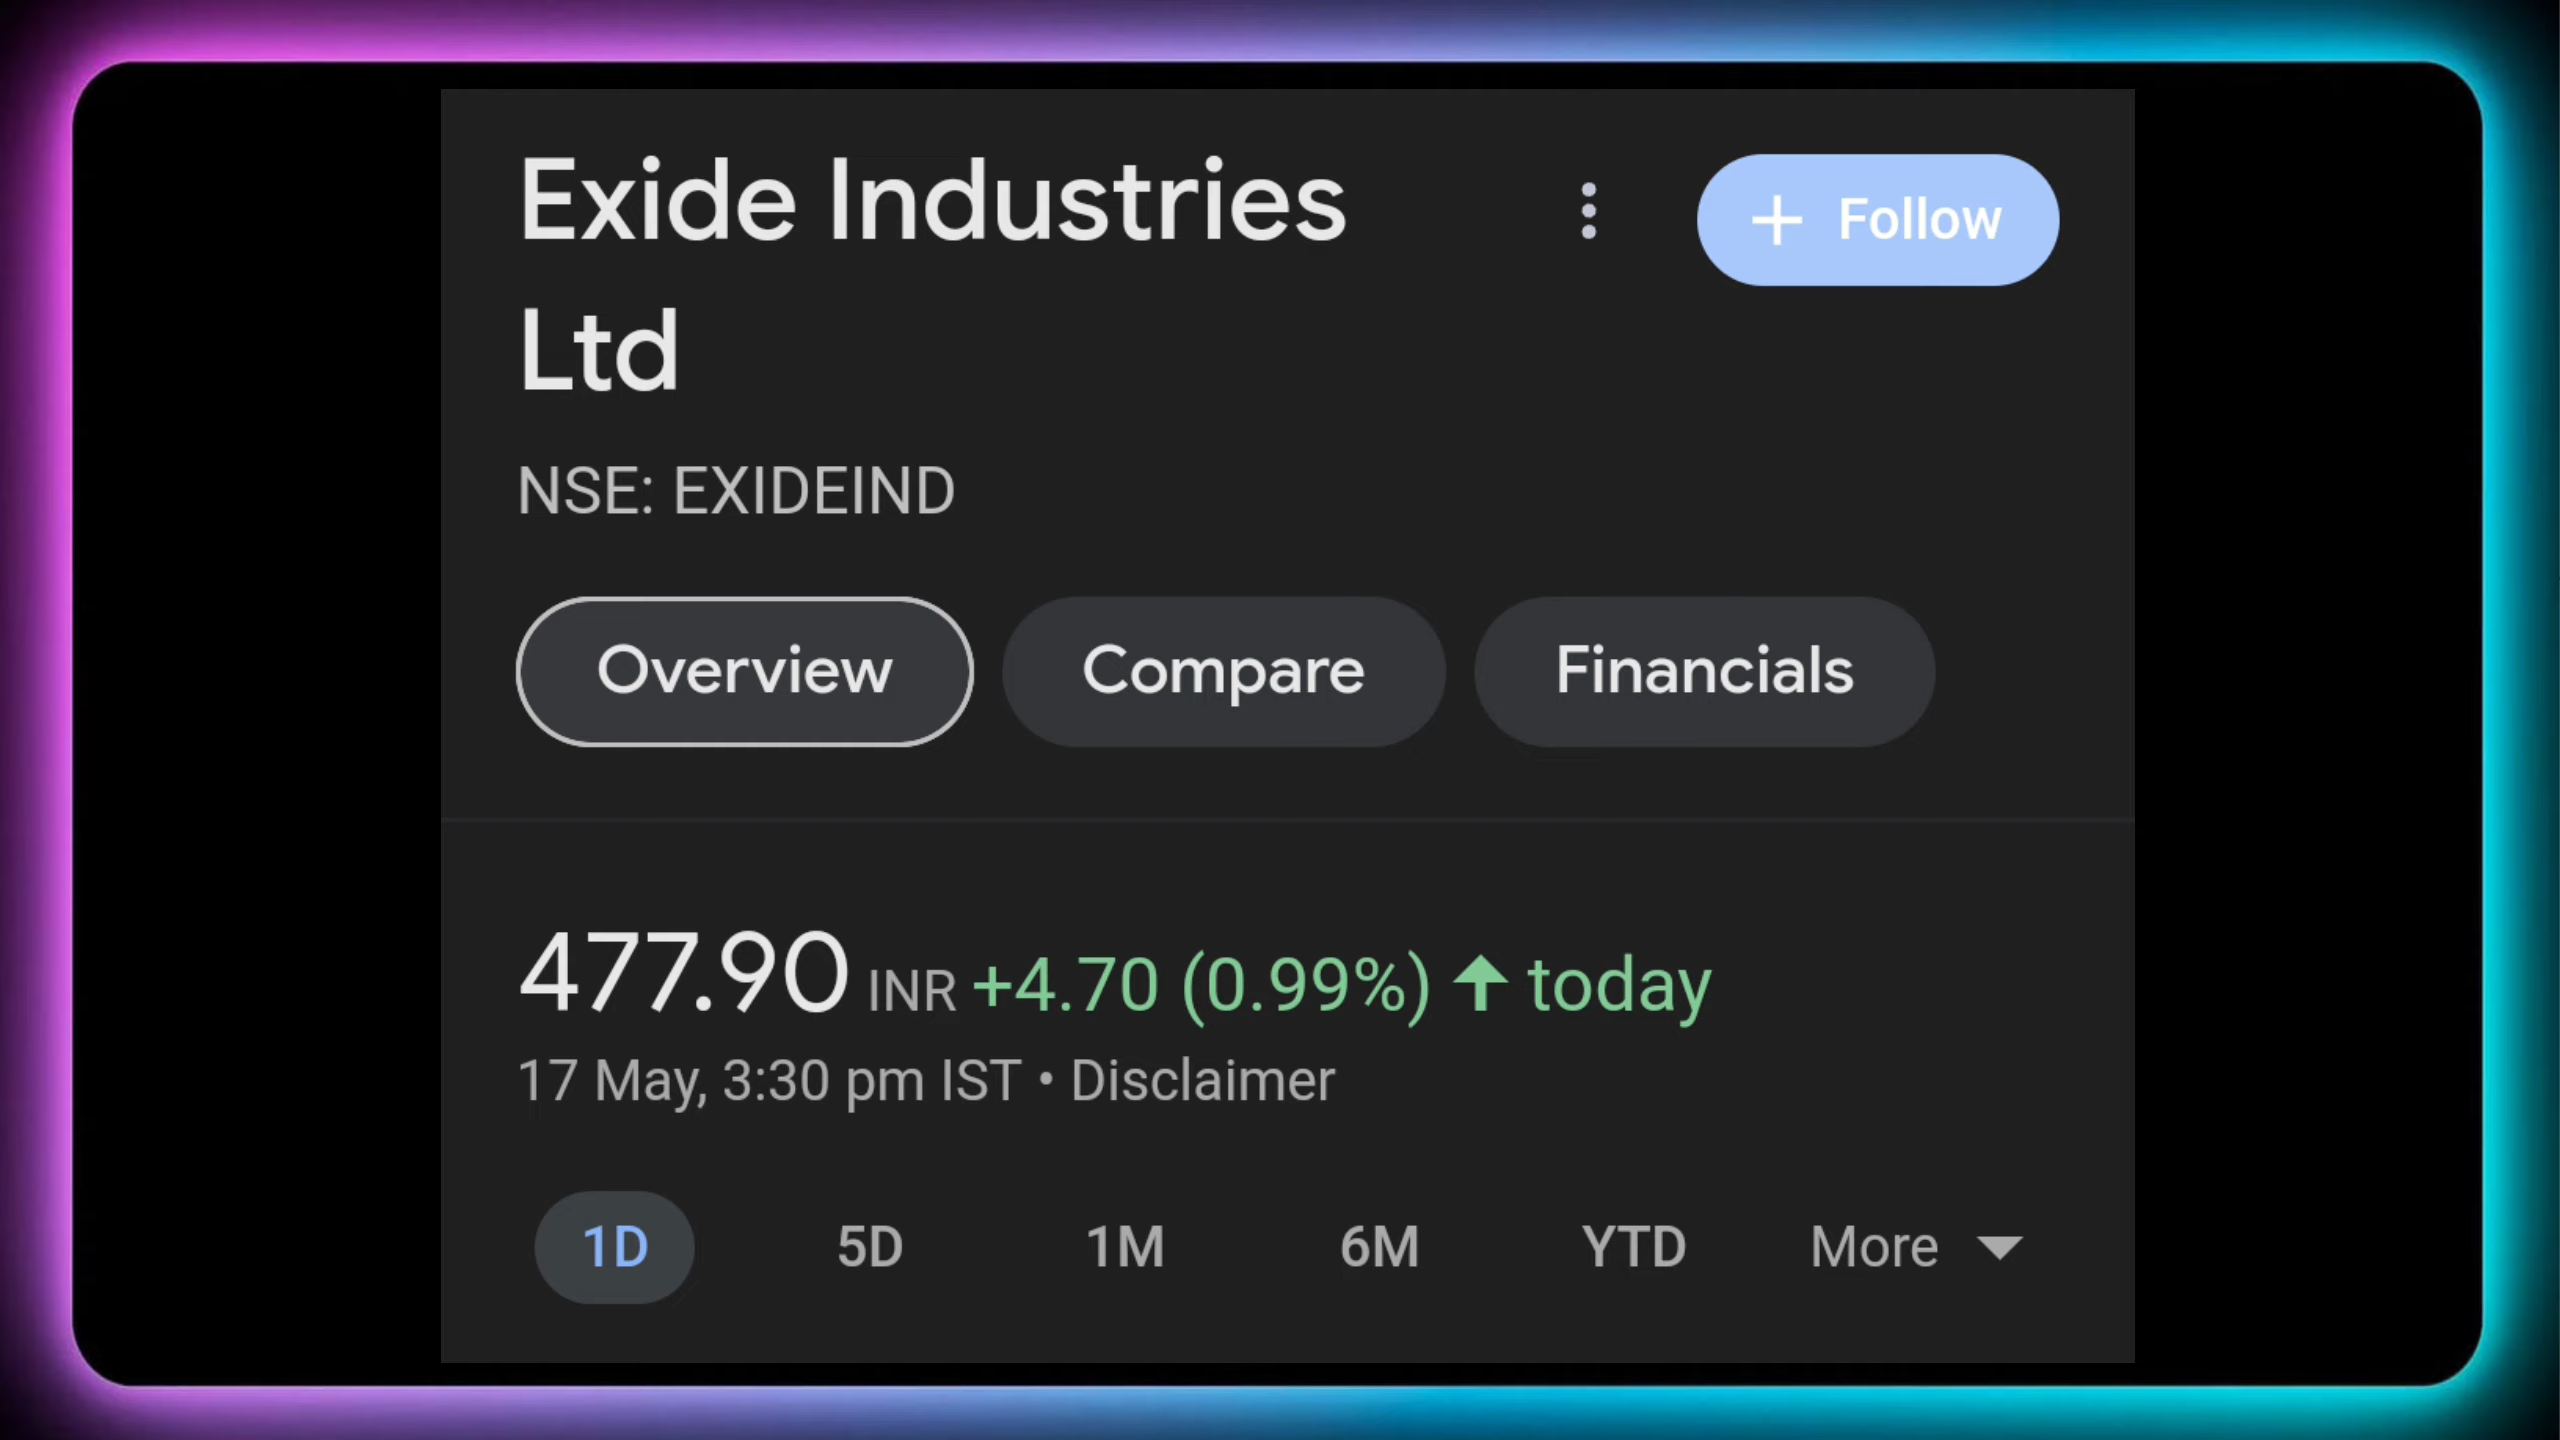 Exide Industries
Ltd
+ Follow
NSE: EXIDEIND
Overview Compare Financials
477.90 INR +4.70 (0.99%) ↑ today
17 May, 3:30 pm IST • Disclaimer
1D 5D 1M 6M YTD More